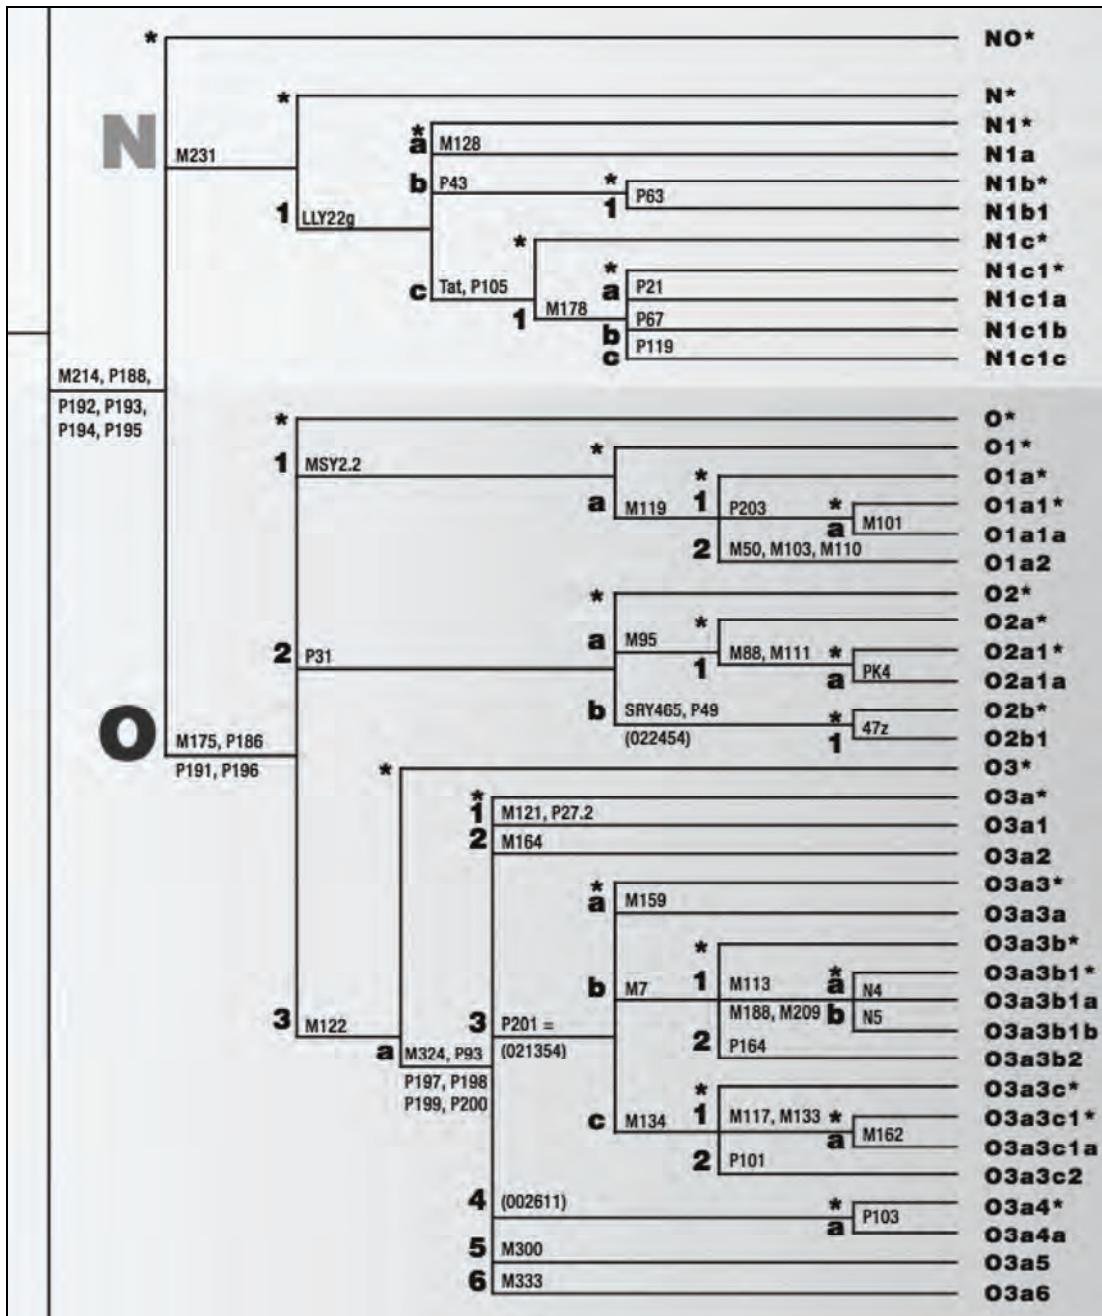 * NO*
* N*
* N1*
N
a M128 N1a
M231
b P43
* N1b*
P63
1 N1b1
1 LLY22g
* N1c*
c Tat, P105
* N1c1*
a P21
N1c1a
1 M178
b P67
N1c1b
P119
c N1c1c
M214, P188,
P192, P193,
P194, P195
* O*
* O1*
1 MSY2.2
* O1a*
a M119
1 P203
* O1a1*
a M101
O1a1a
2 M50, M103, M110
O1a2
* O2*
* O2a*
a M95
2 P31
1 M88, M111
* O2a1*
a PK4
O2a1a
b SRY465, P49
(022454)
* O2b*
47z
1 O2b1
O
M175, P186
P191, P196
* O3*
* O3a*
1 M121, P27.2
O3a1
2 M164
O3a2
* O3a3*
a M159
O3a3a
* O3a3b*
b M7
1 M113
M188, M209
* O3a3b1*
a N4
O3a3b1a
b N5
O3a3b1b
2 P164
O3a3b2
3 M122
3 P201 =
(021354)
a M324, P93
P197, P198
P199, P200
* O3a3c*
c M134
1 M117, M133
* O3a3c1*
a M162
O3a3c1a
2 P101
O3a3c2
4 (002611)
* O3a4*
P103
a O3a4a
5 M300
O3a5
6 M333
O3a6